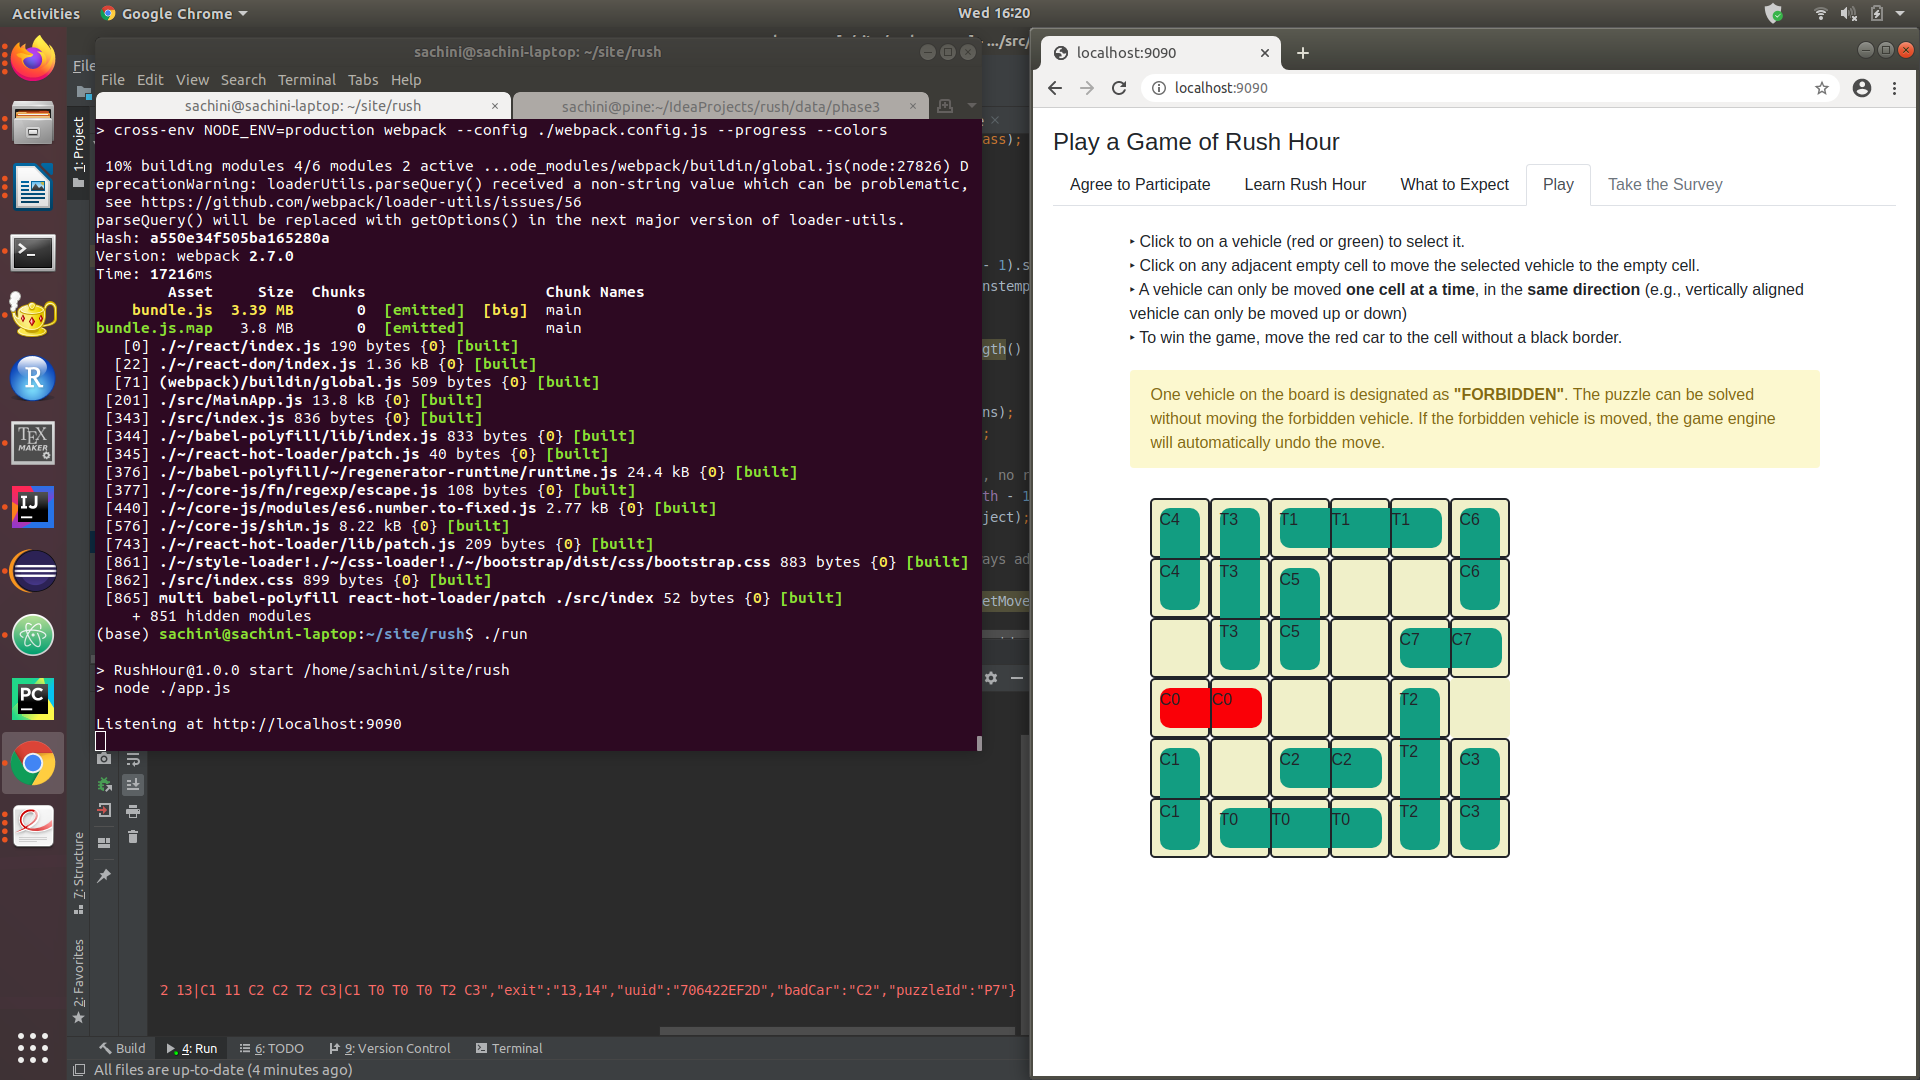 Activities
Google Chrome
Wed 16:20
sachini@sachini-laptop: ~/site/rush
.../src/
File
File Edit View Search Terminal Tabs Help
sachini@sachini-laptop: ~/site/rush ×
sachini@pine:~/IdeaProjects/rush/data/phase3 ×
> cross-env NODE_ENV=production webpack --config ./webpack.config.js --progress --colors
10% building modules 4/6 modules 2 active ...ode_modules/webpack/buildin/global.js(node:27826) D
eprecationWarning: loaderUtils.parseQuery() received a non-string value which can be problematic,
see https://github.com/webpack/loader-utils/issues/56
parseQuery() will be replaced with getOptions() in the next major version of loader-utils.
Hash: a550e34f505ba165280a
Version: webpack 2.7.0
Time: 17216ms
Asset Size Chunks Chunk Names
bundle.js 3.39 MB 0 [emitted] [big] main
bundle.js.map 3.8 MB 0 [emitted] main
[0] ./~/react/index.js 190 bytes {0} [built]
[22] ./~/react-dom/index.js 1.36 kB {0} [built]
[71] (webpack)/buildin/global.js 509 bytes {0} [built]
[201] ./src/MainApp.js 13.8 kB {0} [built]
[343] ./src/index.js 836 bytes {0} [built]
[344] ./~/babel-polyfill/lib/index.js 833 bytes {0} [built]
[345] ./~/react-hot-loader/patch.js 40 bytes {0} [built]
[376] ./~/babel-polyfill/~/regenerator-runtime/runtime.js 24.4 kB {0} [built]
[377] ./~/core-js/fn/regexp/escape.js 108 bytes {0} [built]
[440] ./~/core-js/modules/es6.number.to-fixed.js 2.77 kB {0} [built]
[576] ./~/core-js/shim.js 8.22 kB {0} [built]
[743] ./~/react-hot-loader/lib/patch.js 209 bytes {0} [built]
[861] ./~/style-loader!./~/css-loader!./~/bootstrap/dist/css/bootstrap.css 883 bytes {0} [built]
[862] ./src/index.css 899 bytes {0} [built]
[865] multi babel-polyfill react-hot-loader/patch ./src/index 52 bytes {0} [built]
+ 851 hidden modules
(base) sachini@sachini-laptop:~/site/rush$ ./run
> RushHour@1.0.0 start /home/sachini/site/rush
> node ./app.js
Listening at http://localhost:9090
ass);
- 1).s
nstemp
gth()
ns);
;
, no r
th - 1
ject);
ays ad
etMove
1: Project
7: Structure
2: Favorites
R
TEX
MAKER
IJ
PC
2 13|C1 11 C2 C2 T2 C3|C1 T0 T0 T0 T2 C3","exit":"13,14","uuid":"706422EF2D","badCar":"C2","puzzleId":"P7"}
Build 4: Run 6: TODO 9: Version Control Terminal
All files are up-to-date (4 minutes ago)
localhost:9090
localhost:9090
Play a Game of Rush Hour
Agree to Participate Learn Rush Hour What to Expect Play Take the Survey
‣ Click to on a vehicle (red or green) to select it.
‣ Click on any adjacent empty cell to move the selected vehicle to the empty cell.
‣ A vehicle can only be moved one cell at a time, in the same direction (e.g., vertically aligned
vehicle can only be moved up or down)
‣ To win the game, move the red car to the cell without a black border.
One vehicle on the board is designated as "FORBIDDEN". The puzzle can be solved
without moving the forbidden vehicle. If the forbidden vehicle is moved, the game engine
will automatically undo the move.
C4 T3 T1 T1 T1 C6
C4 T3 C5 C6
T3 C5 C7 C7
C0 C0 T2
C1 C2 C2 T2 C3
C1 T0 T0 T0 T2 C3